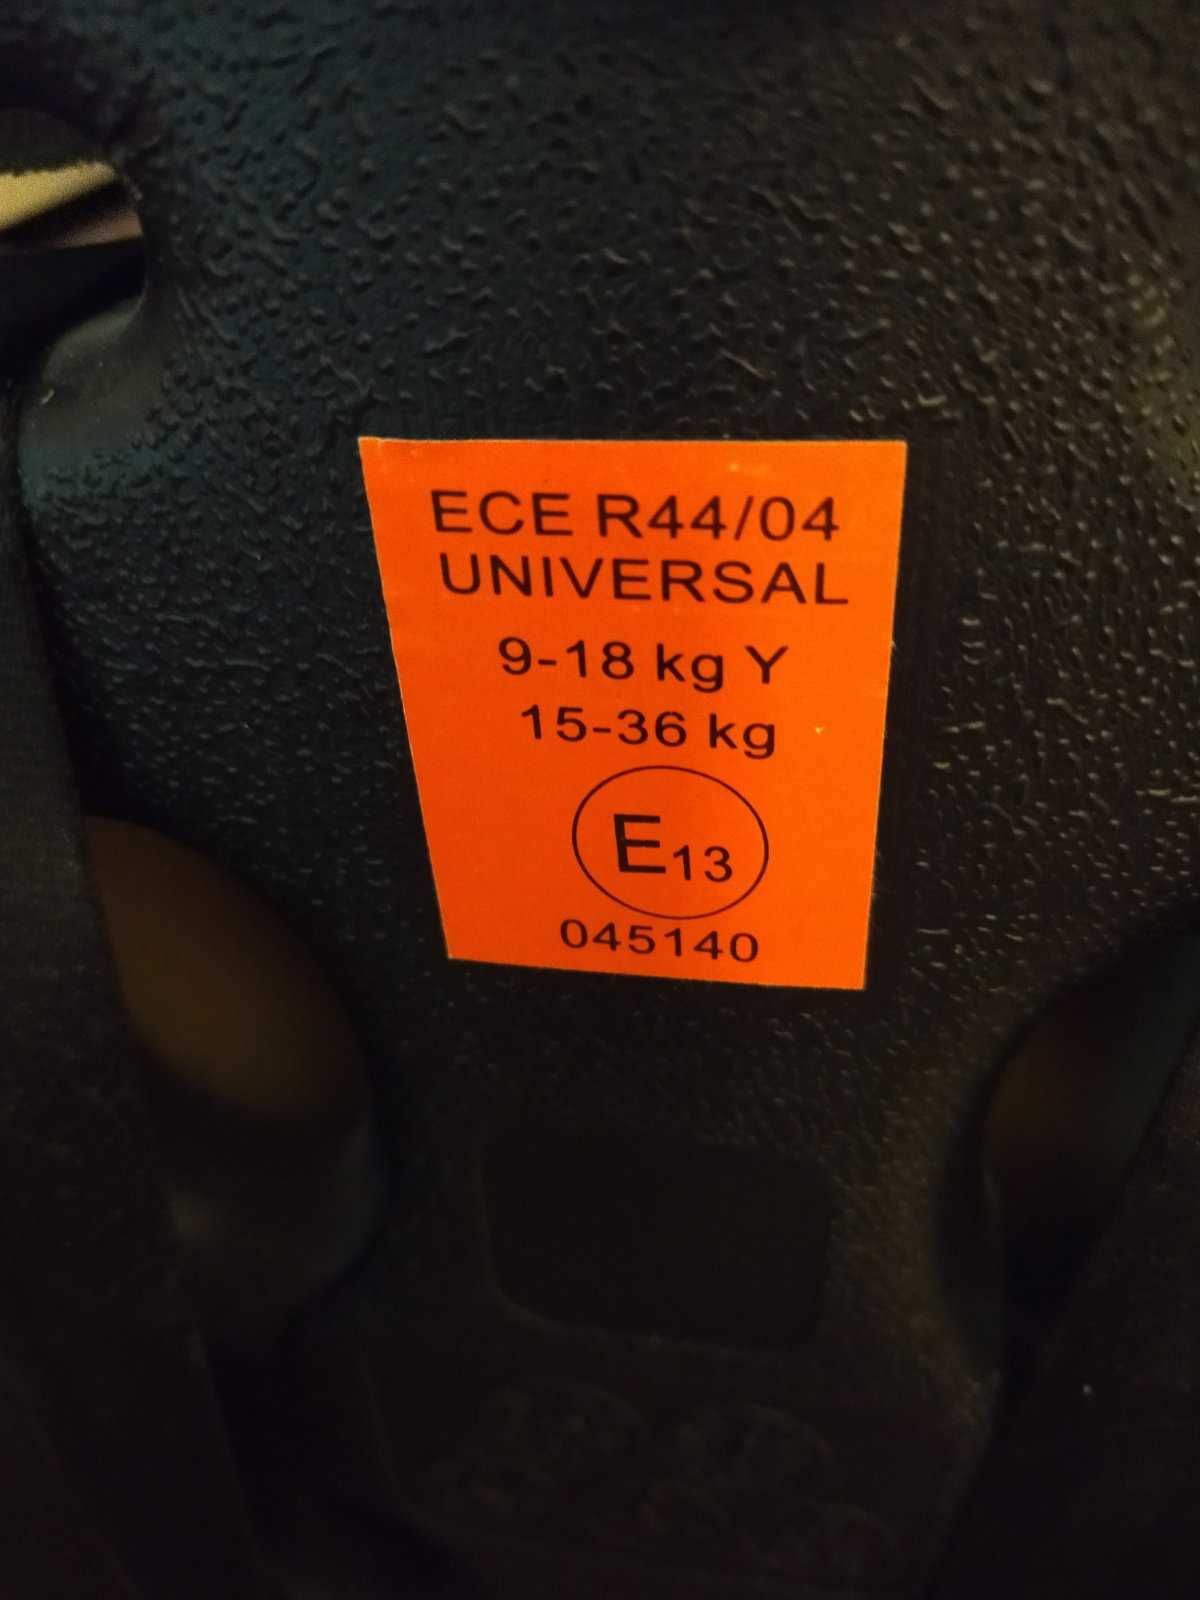 ECE R44/04
UNIVERSAL
9-18 kg Y
15-36 kg
E13
045140